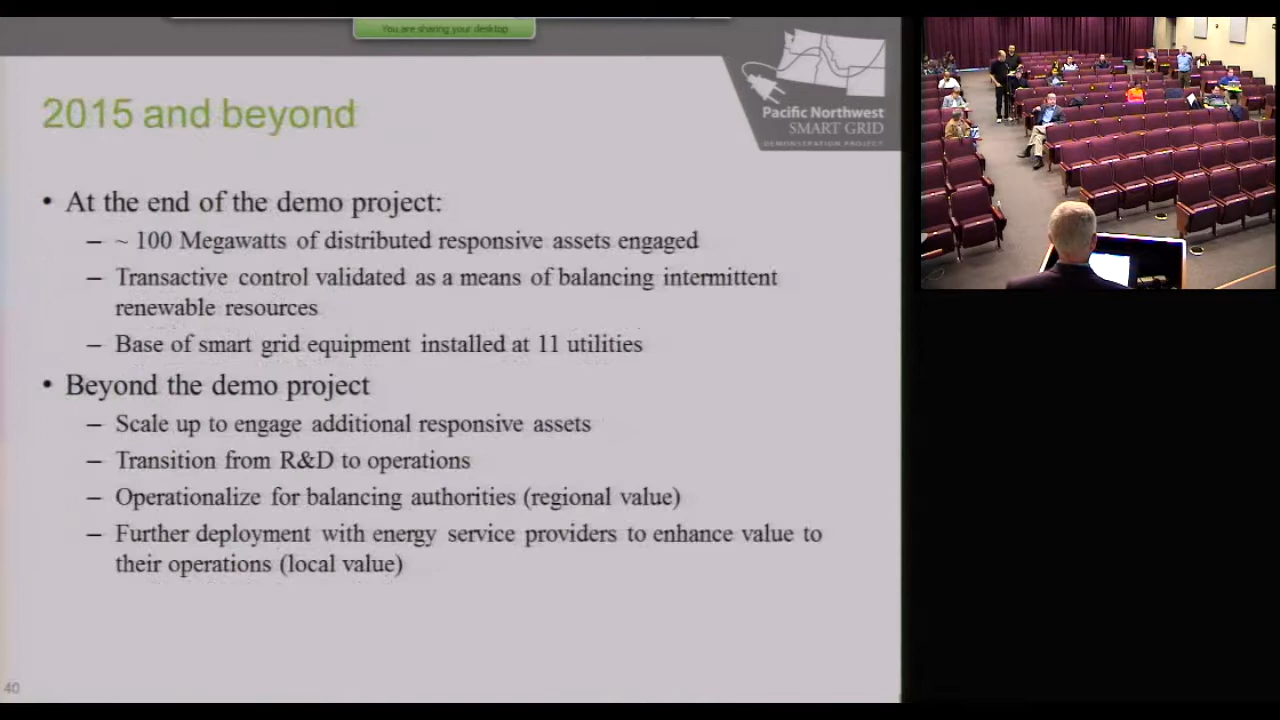 You are sharing your desktop
Pacific Northwest
SMART GRID
DEMONSTRATION PROJECT
2015 and beyond
• At the end of the demo project:
– ~ 100 Megawatts of distributed responsive assets engaged
– Transactive control validated as a means of balancing intermittent
renewable resources
– Base of smart grid equipment installed at 11 utilities
• Beyond the demo project
– Scale up to engage additional responsive assets
– Transition from R&D to operations
– Operationalize for balancing authorities (regional value)
– Further deployment with energy service providers to enhance value to
their operations (local value)
40